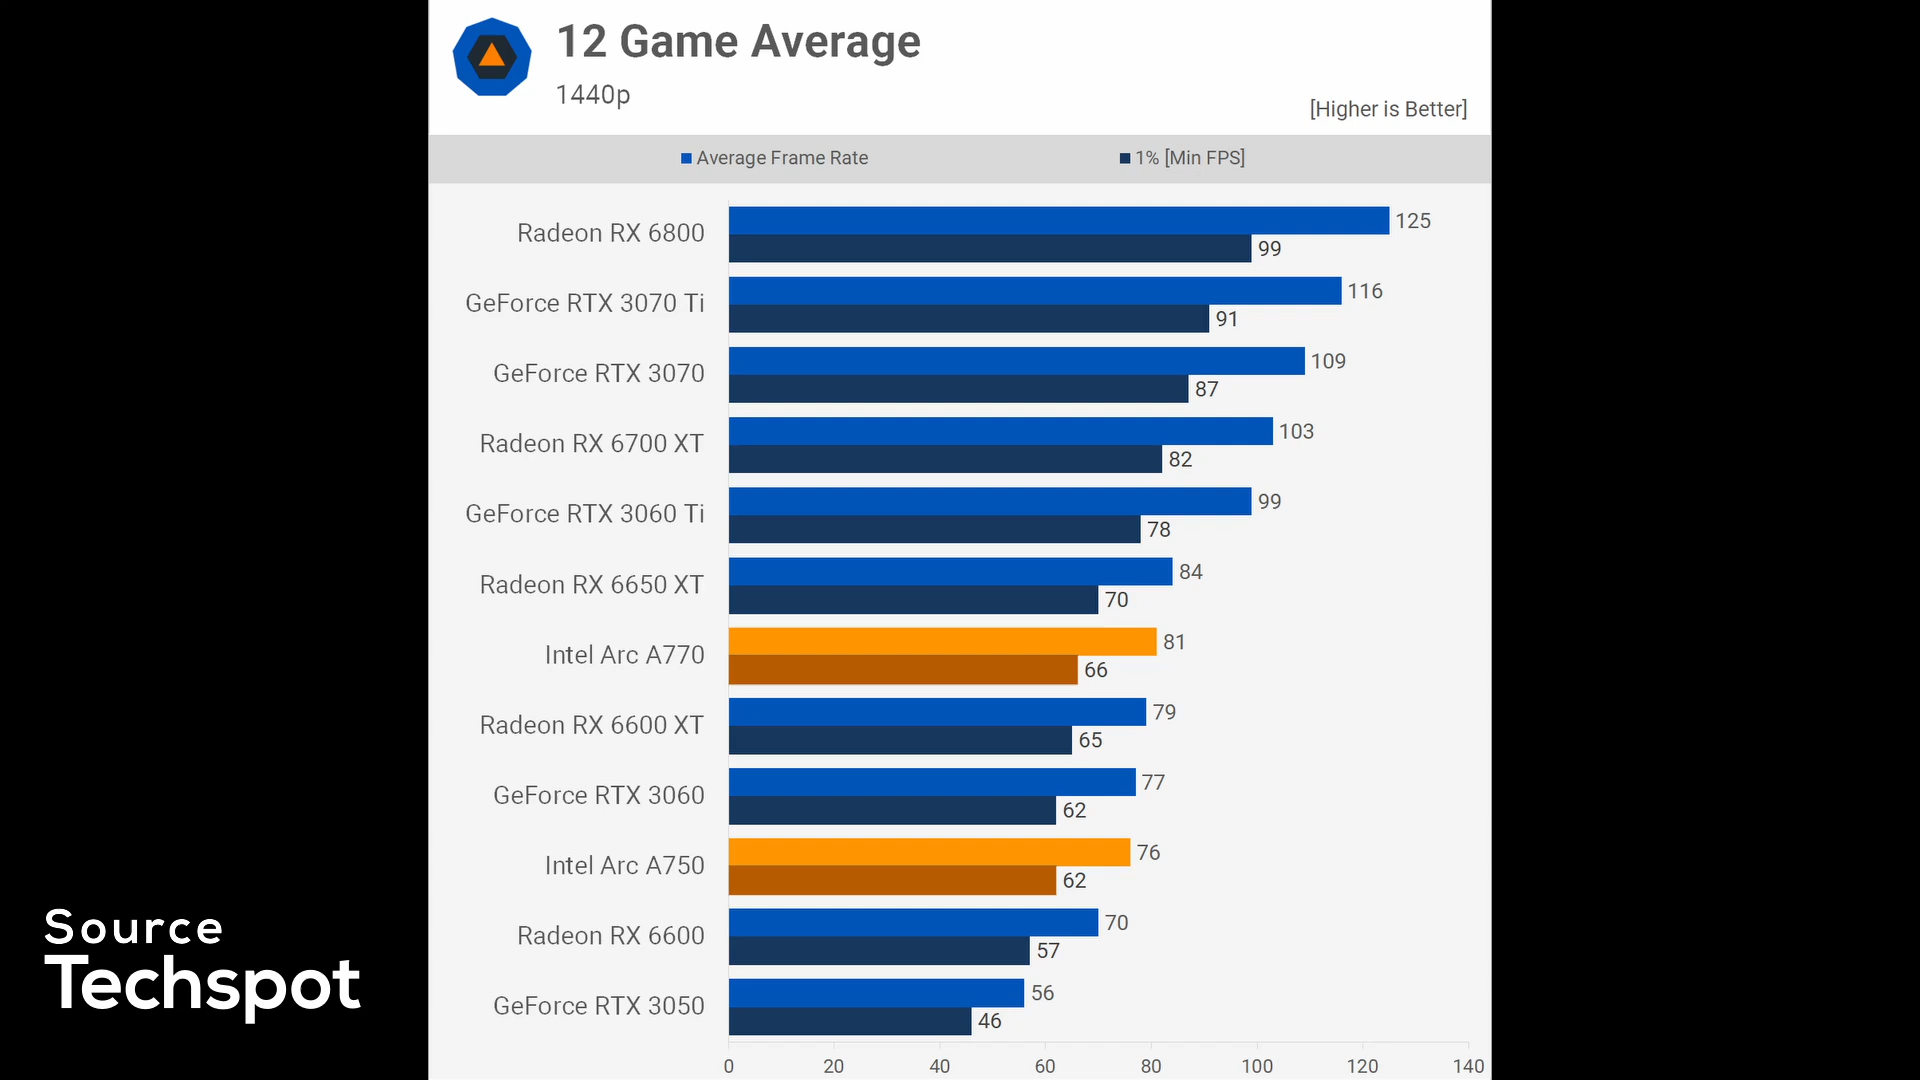 12 Game Average
1440p
[Higher is Better]
Average Frame Rate
1% [Min FPS]
Radeon RX 6800
125
99
GeForce RTX 3070 Ti
116
91
GeForce RTX 3070
109
87
Radeon RX 6700 XT
103
82
GeForce RTX 3060 Ti
99
78
Radeon RX 6650 XT
84
70
Intel Arc A770
81
66
Radeon RX 6600 XT
79
65
GeForce RTX 3060
77
62
Intel Arc A750
76
62
Radeon RX 6600
70
57
GeForce RTX 3050
56
46
0 20 40 60 80 100 120 140
Source
Techspot